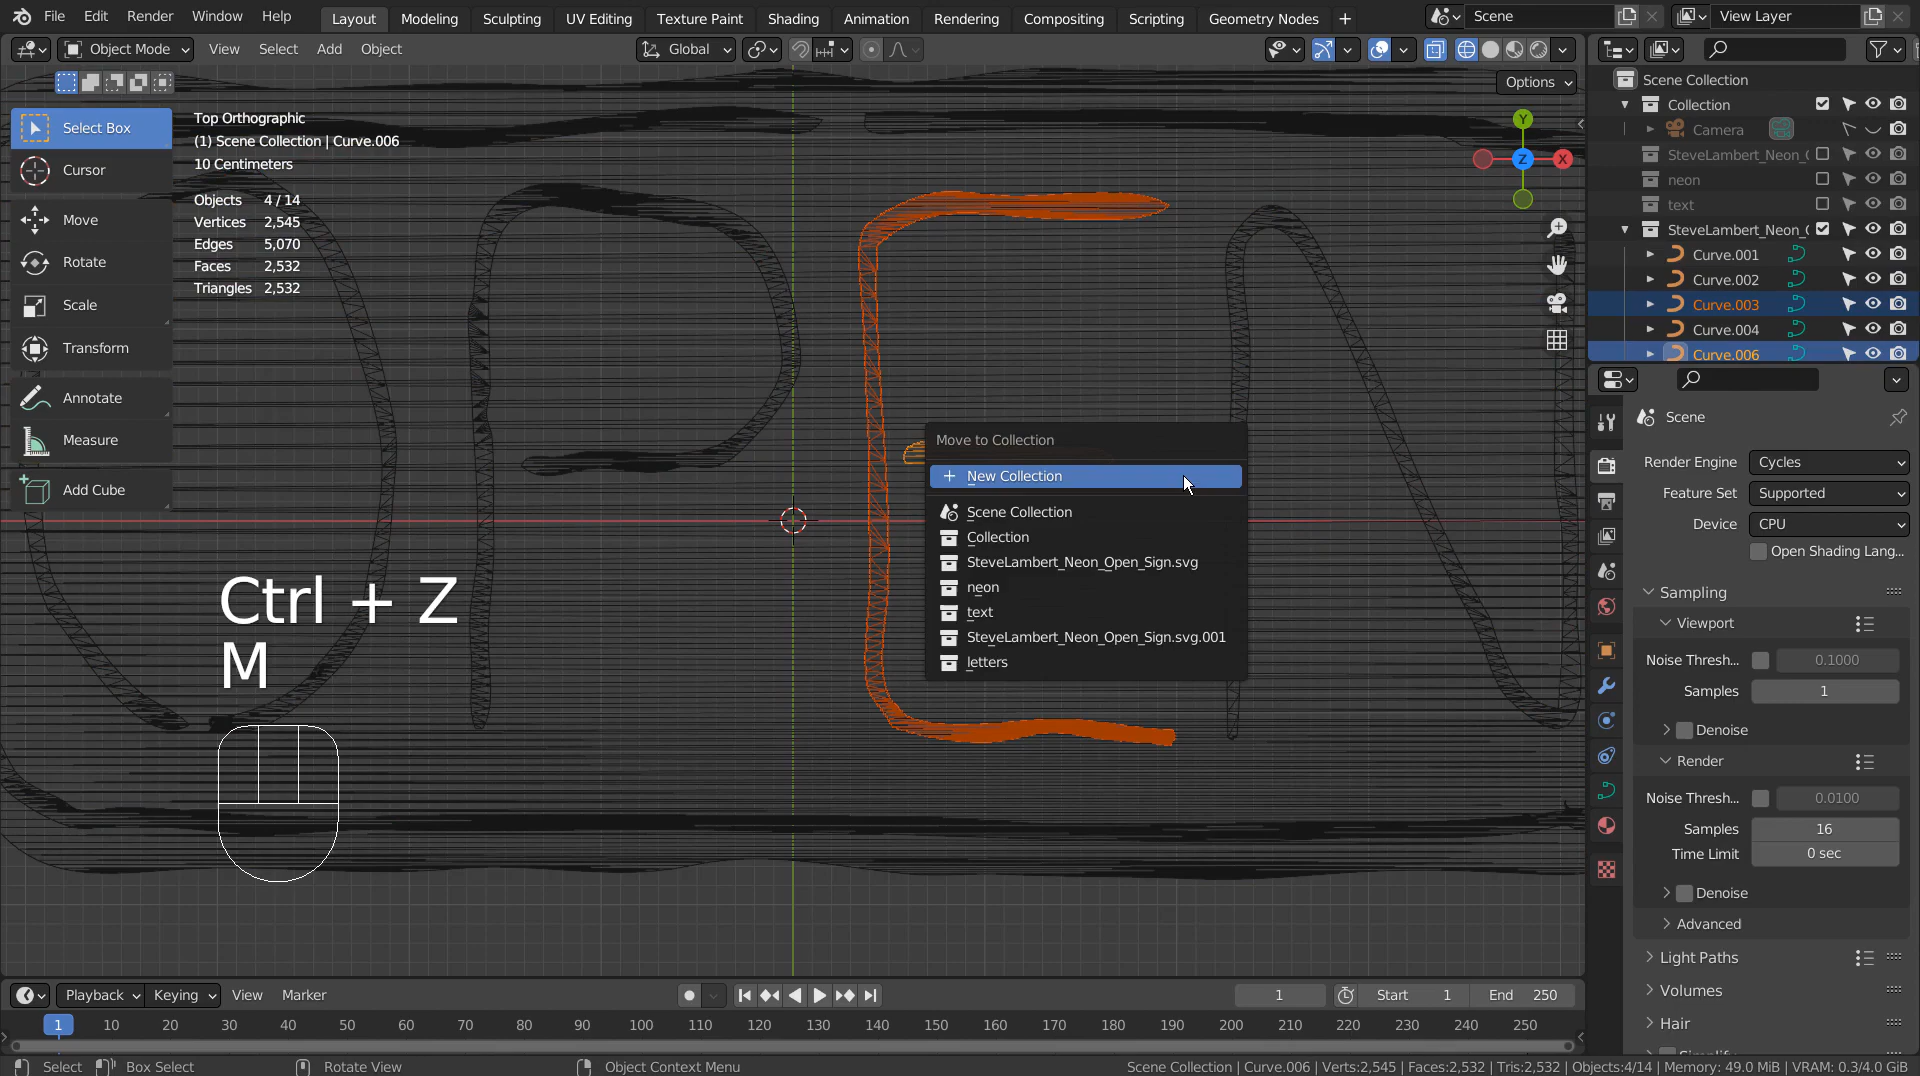 File Edit Render Window Help Layout Modeling Sculpting UV Editing Texture Paint Shading Animation Rendering Compositing Scripting Geometry Nodes + Scene View Layer
Object Mode View Select Add Object Global
Options
Select Box
Cursor
Move
Rotate
Scale
Transform
Annotate
Measure
Add Cube
Top Orthographic
(1) Scene Collection | Curve.006
10 Centimeters
Objects 4 / 14
Vertices 2,545
Edges 5,070
Faces 2,532
Triangles 2,532
Y
Z
X
Ctrl + Z
M
Move to Collection
New Collection
Scene Collection
Collection
SteveLambert_Neon_Open_Sign.svg
neon
text
SteveLambert_Neon_Open_Sign.svg.001
letters
Scene Collection
Collection
Camera
SteveLambert_Neon_
neon
text
SteveLambert_Neon_
Curve.001
Curve.002
Curve.003
Curve.004
Curve.006
Scene
Render Engine Cycles
Feature Set Supported
Device CPU
Open Shading Lang...
Sampling
Viewport
Noise Thresh... 0.1000
Samples 1
Denoise
Render
Noise Thresh... 0.0100
Samples 16
Time Limit 0 sec
Denoise
Advanced
Light Paths
Volumes
Hair
Playback Keying View Marker 1 Start 1 End 250
1 10 20 30 40 50 60 70 80 90 100 110 120 130 140 150 160 170 180 190 200 210 220 230 240 250
Select Box Select Rotate View Object Context Menu Scene Collection | Curve.006 | Verts:2,545 | Faces:2,532 | Tris:2,532 | Objects:4/14 | Memory: 49.0 MiB | VRAM: 0.3/4.0 GiB